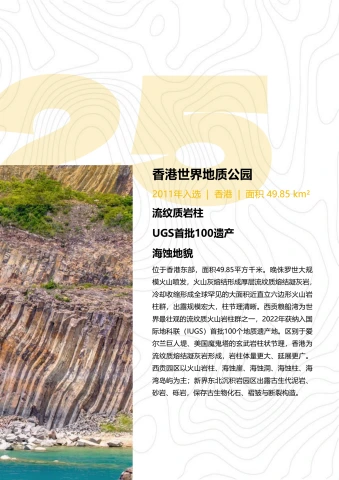 25
香港世界地质公园
2011年入选 | 香港 | 面积 49.85 km²
流纹质岩柱
UGS首批100遗产
海蚀地貌
位于香港东部，面积49.85平方千米。晚侏罗世大规
模火山喷发，火山灰熔结形成厚层流纹质熔结凝灰岩，
冷却收缩形成全球罕见的大面积近直立六边形火山岩
柱群，出露规模宏大，柱节理清晰。西贡粮船湾为世
界最壮观的流纹质火山岩柱群之一，2022年获纳入国
际地科联（IUGS）首批100个地质遗产地。区别于爱
尔兰巨人堤、美国魔鬼塔的玄武岩柱状节理，香港为
流纹质熔结凝灰岩形成，岩柱体量更大、延展更广。
西贡园区以火山岩柱、海蚀崖、海蚀洞、海蚀柱、海
湾岛屿为主；新界东北沉积岩园区出露古生代泥岩、
砂岩、砾岩，保存古生物化石、褶皱与断裂构造。